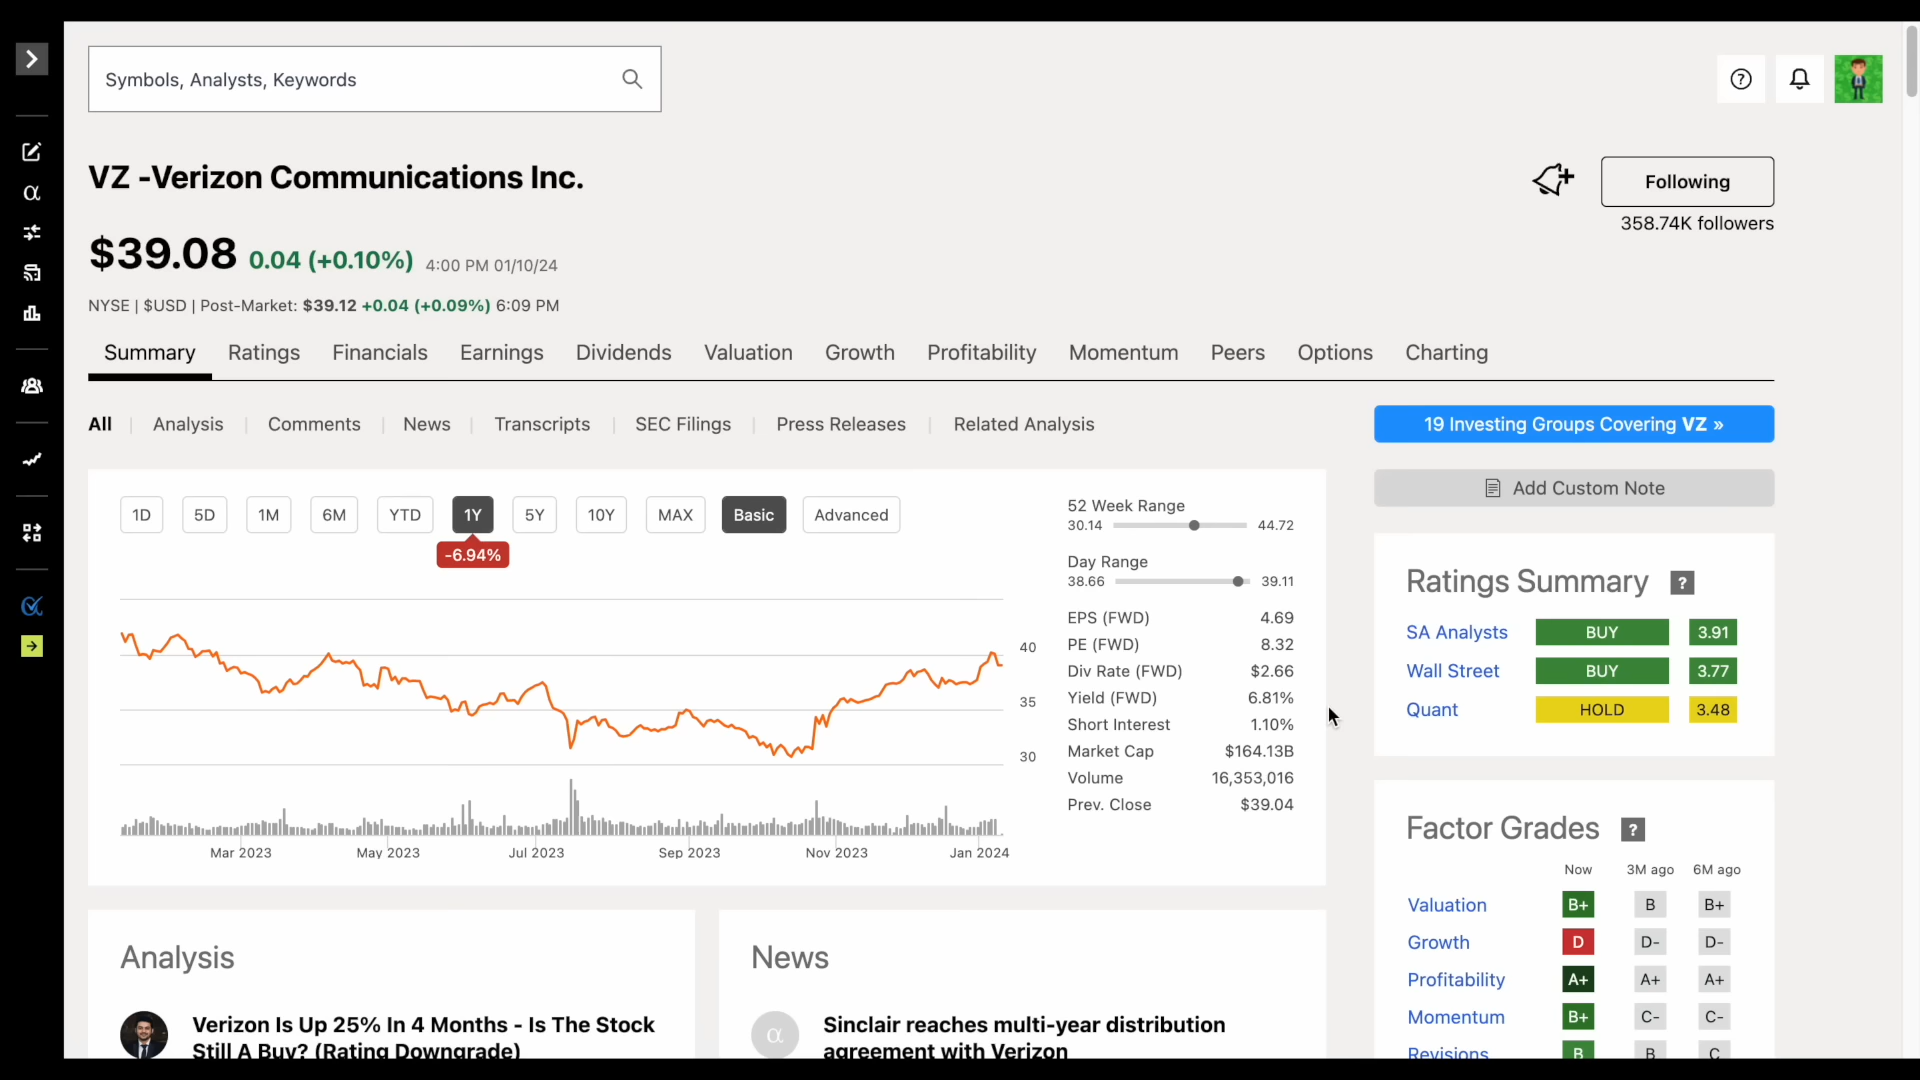 Symbols, Analysts, Keywords
VZ -Verizon Communications Inc.
Following
358.74K followers
$39.08 0.04 (+0.10%) 4:00 PM 01/10/24
NYSE | $USD | Post-Market: $39.12 +0.04 (+0.09%) 6:09 PM
Summary Ratings Financials Earnings Dividends Valuation Growth Profitability Momentum Peers Options Charting
All | Analysis | Comments | News | Transcripts | SEC Filings | Press Releases | Related Analysis
19 Investing Groups Covering VZ »
Add Custom Note
1D 5D 1M 6M YTD 1Y 5Y 10Y MAX Basic Advanced
-6.94%
40
35
30
Mar 2023 May 2023 Jul 2023 Sep 2023 Nov 2023 Jan 2024
52 Week Range
30.14 44.72
Day Range
38.66 39.11
EPS (FWD) 4.69
PE (FWD) 8.32
Div Rate (FWD) $2.66
Yield (FWD) 6.81%
Short Interest 1.10%
Market Cap $164.13B
Volume 16,353,016
Prev. Close $39.04
Ratings Summary ?
SA Analysts BUY 3.91
Wall Street BUY 3.77
Quant HOLD 3.48
Factor Grades ?
Now 3M ago 6M ago
Valuation B+ B B+
Growth D D- D-
Profitability A+ A+ A+
Momentum B+ C- C-
Revisions B B C
Analysis
Verizon Is Up 25% In 4 Months - Is The Stock
Still A Buy? (Rating Downgrade)
News
Sinclair reaches multi-year distribution
agreement with Verizon